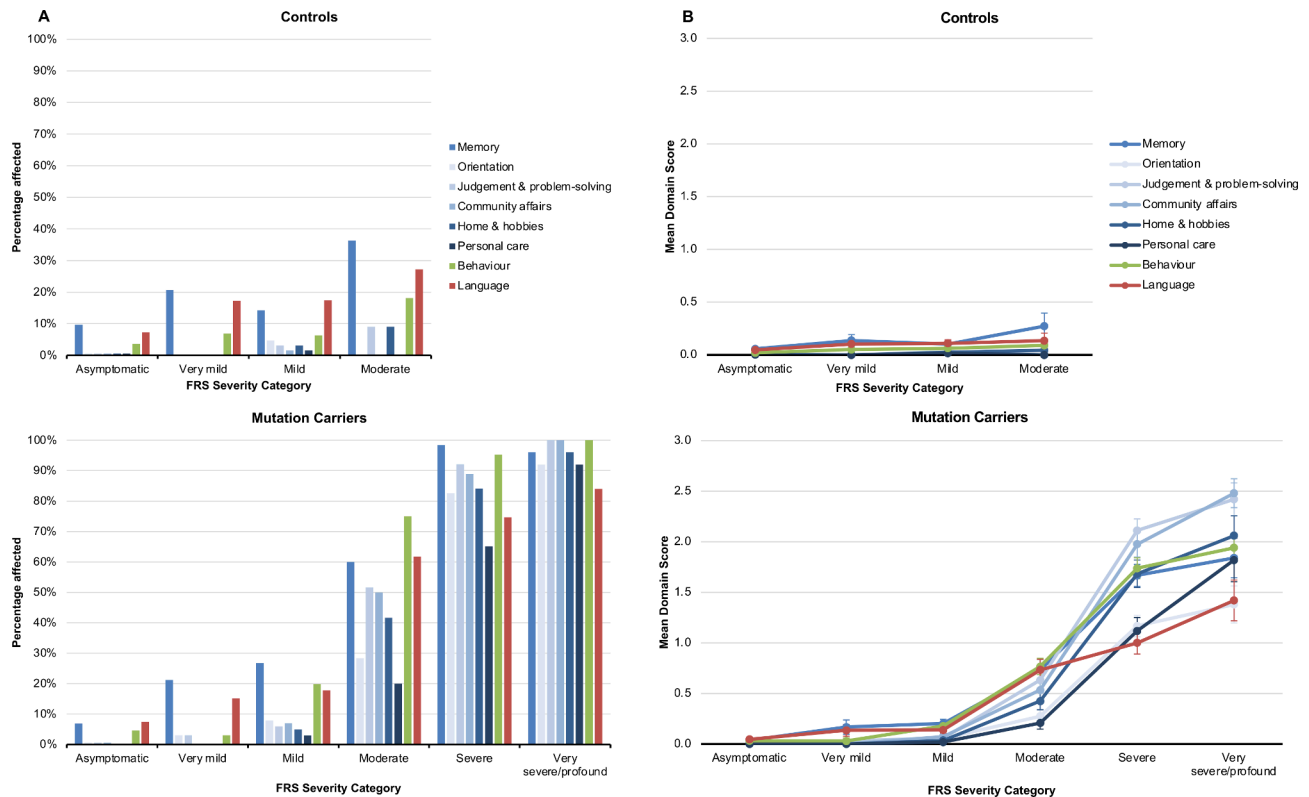 A
Controls
100%
90%
80%
70%
60%
50%
40%
30%
20%
10%
0%
Percentage affected
Asymptomatic
Very mild
Mild
Moderate
FRS Severity Category
Memory
Orientation
Judgement & problem-solving
Community affairs
Home & hobbies
Personal care
Behaviour
Language
B
Controls
3.0
2.5
2.0
1.5
1.0
0.5
0.0
Mean Domain Score
Asymptomatic
Very mild
Mild
Moderate
FRS Severity Category
Memory
Orientation
Judgement & problem-solving
Community affairs
Home & hobbies
Personal care
Behaviour
Language
Mutation Carriers
100%
90%
80%
70%
60%
50%
40%
30%
20%
10%
0%
Percentage affected
Asymptomatic
Very mild
Mild
Moderate
Severe
Very
severe/profound
FRS Severity Category
Mutation Carriers
3.0
2.5
2.0
1.5
1.0
0.5
0.0
Mean Domain Score
Asymptomatic
Very mild
Mild
Moderate
Severe
Very
severe/profound
FRS Severity Category